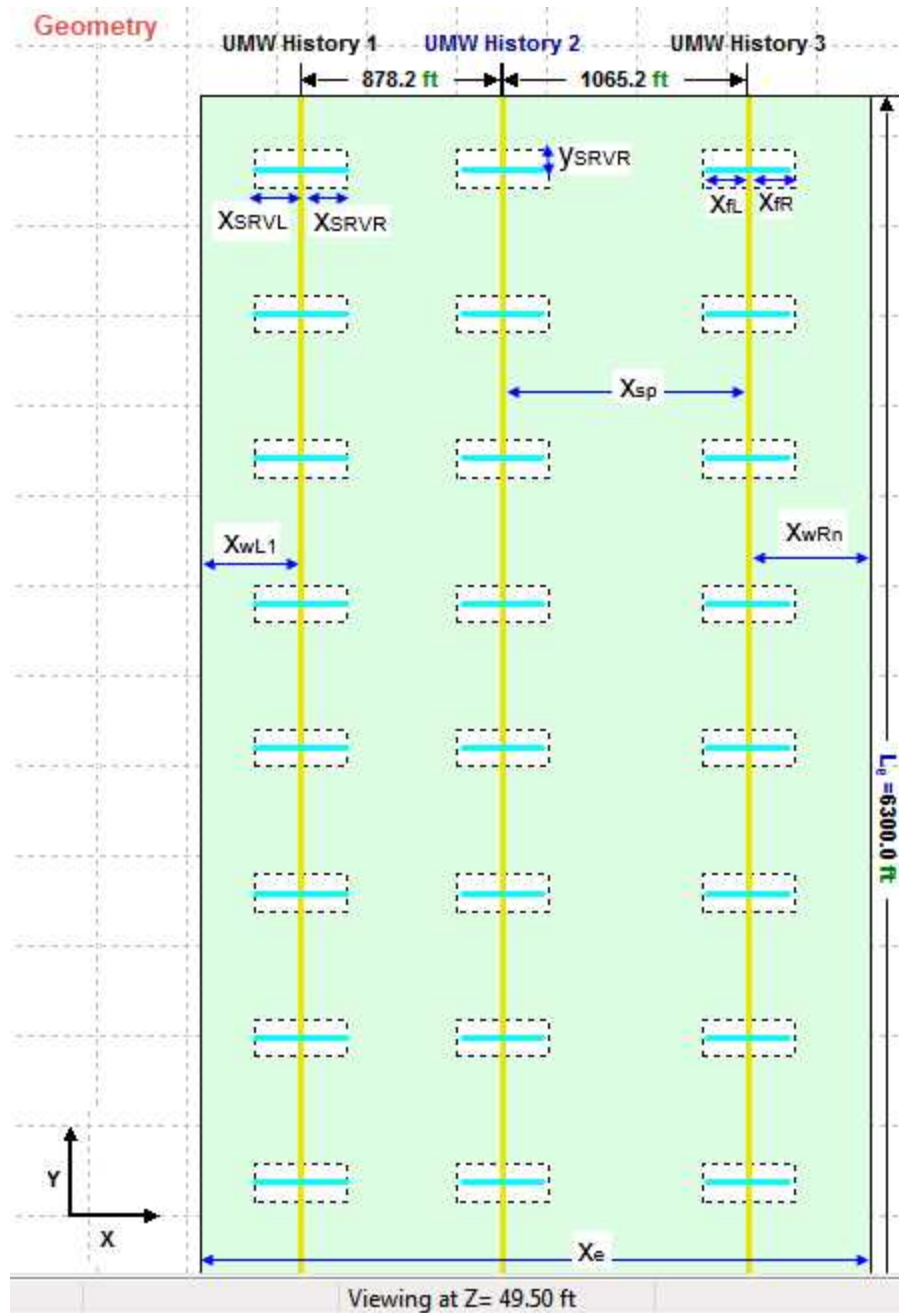 Geometry
UMW History 1 UMW History 2 UMW History 3
878.2 ft 1065.2 ft
ySRVR
XfL XfR
XSRVL XSRVR
Xsp
XwL1
XwRn
Le =6300.0 ft
Y
X
Xe
Viewing at Z= 49.50 ft